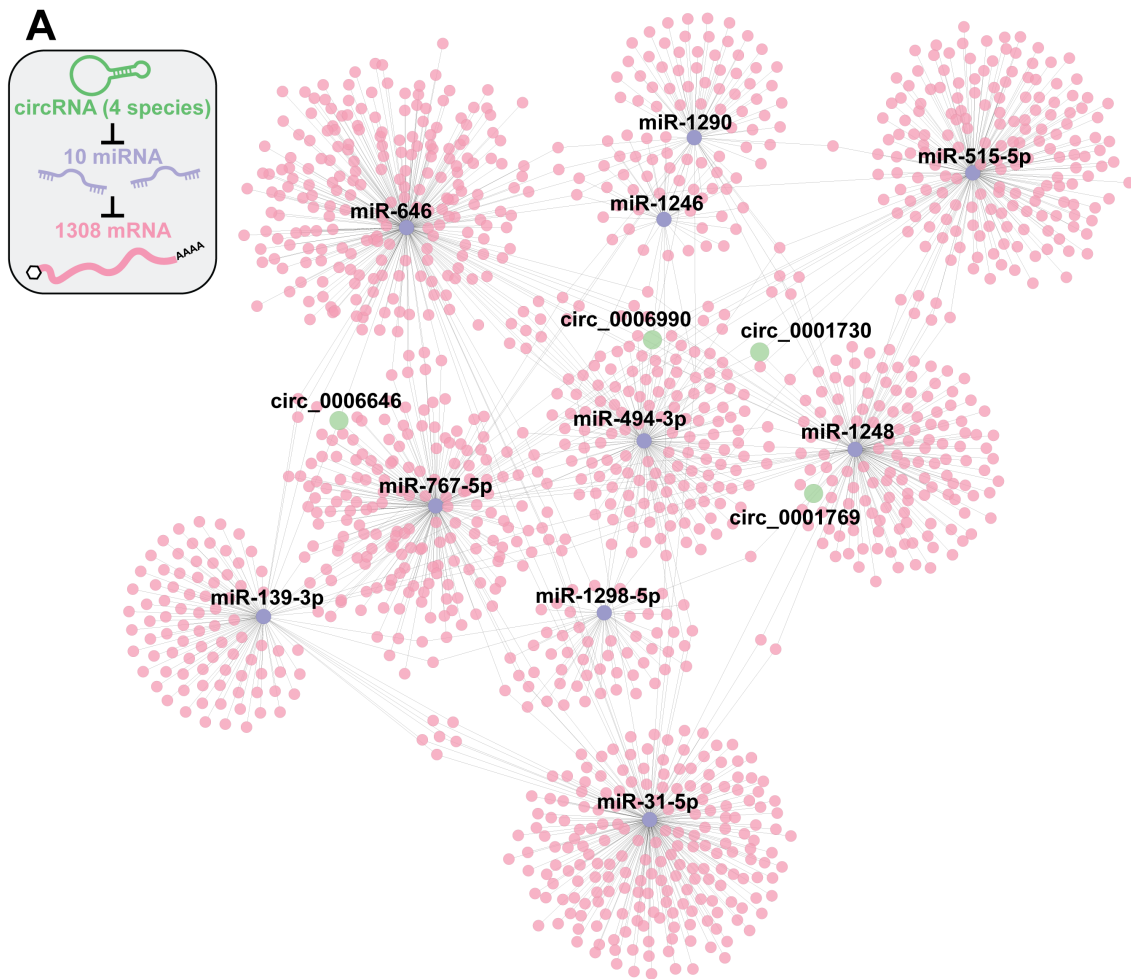 A
circRNA (4 species)
10 miRNA
1308 mRNA
AAAA
miR-1290
miR-515-5p
miR-646
miR-1246
circ_0006990
circ_0001730
circ_0006646
miR-494-3p
miR-1248
miR-767-5p
circ_0001769
miR-139-3p
miR-1298-5p
miR-31-5p